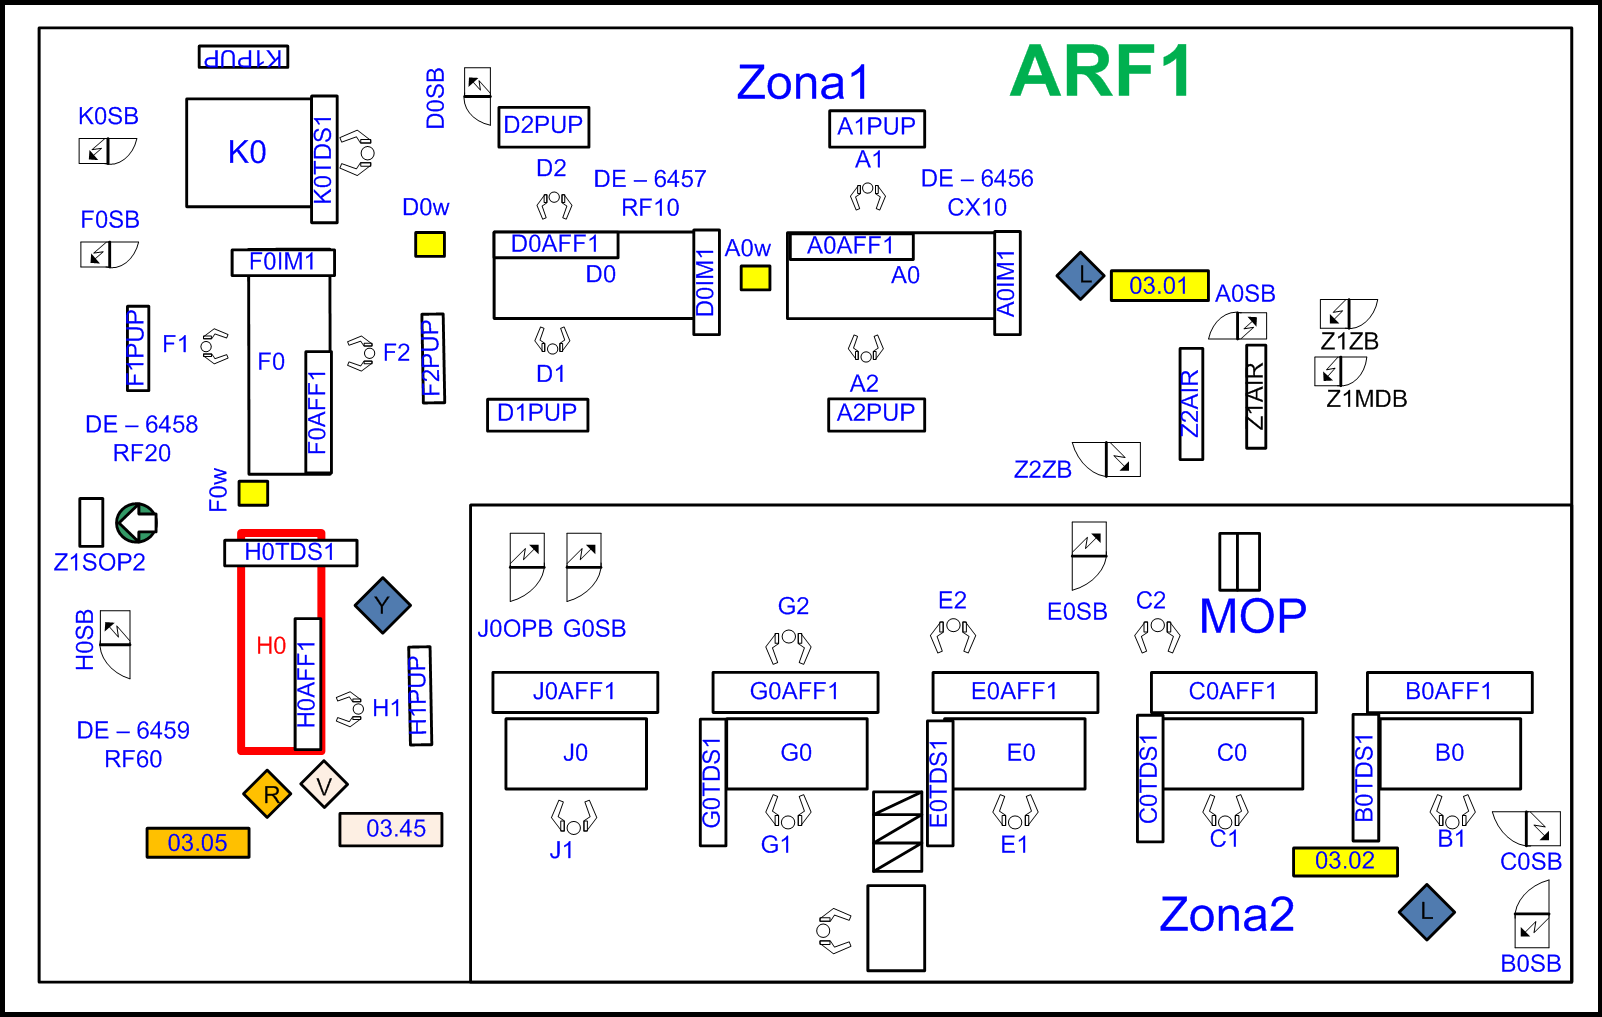 K1PUP
Zona1
ARF1
K0SB
K0
K0TDS1
D0SB
D2PUP
A1PUP
D2
A1
DE – 6457
RF10
DE – 6456
CX10
F0SB
D0w
D0AFF1
D0
D0IM1
A0w
A0AFF1
A0
A0IM1
F0IM1
L
03.01
A0SB
Z1ZB
Z1MDB
F1PUP
F1
F0
F0AFF1
F2
F2PUP
D1
D1PUP
A2
A2PUP
Z2AIR
Z1AIR
Z2ZB
DE – 6458
RF20
F0w
Z1SOP2
H0TDS1
Y
H0SB
H0
H0AFF1
H1
H1PUP
DE – 6459
RF60
R
V
03.05
03.45
J0OPB
G0SB
G2
E2
E0SB
C2
MOP
J0AFF1
G0AFF1
E0AFF1
C0AFF1
B0AFF1
J0
G0TDS1
G0
E0TDS1
E0
C0TDS1
C0
B0TDS1
B0
J1
G1
E1
C1
B1
03.02
C0SB
Zona2
L
B0SB